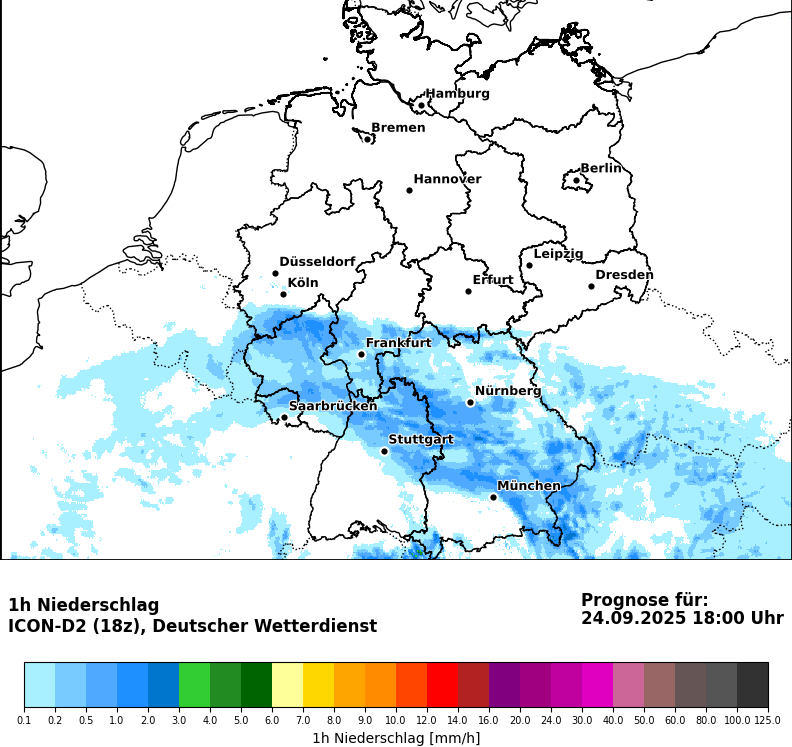 Hamburg
Bremen
Berlin
Hannover
Leipzig
Düsseldorf
Dresden
Köln
Erfurt
Frankfurt
Nürnberg
Saarbrücken
Stuttgart
München
1h Niederschlag
ICON-D2 (18z), Deutscher Wetterdienst
Prognose für:
24.09.2025 18:00 Uhr
0.1 0.2 0.5 1.0 2.0 3.0 4.0 5.0 6.0 7.0 8.0 9.0 10.0 12.0 14.0 16.0 20.0 24.0 30.0 40.0 50.0 60.0 80.0 100.0 125.0
1h Niederschlag [mm/h]